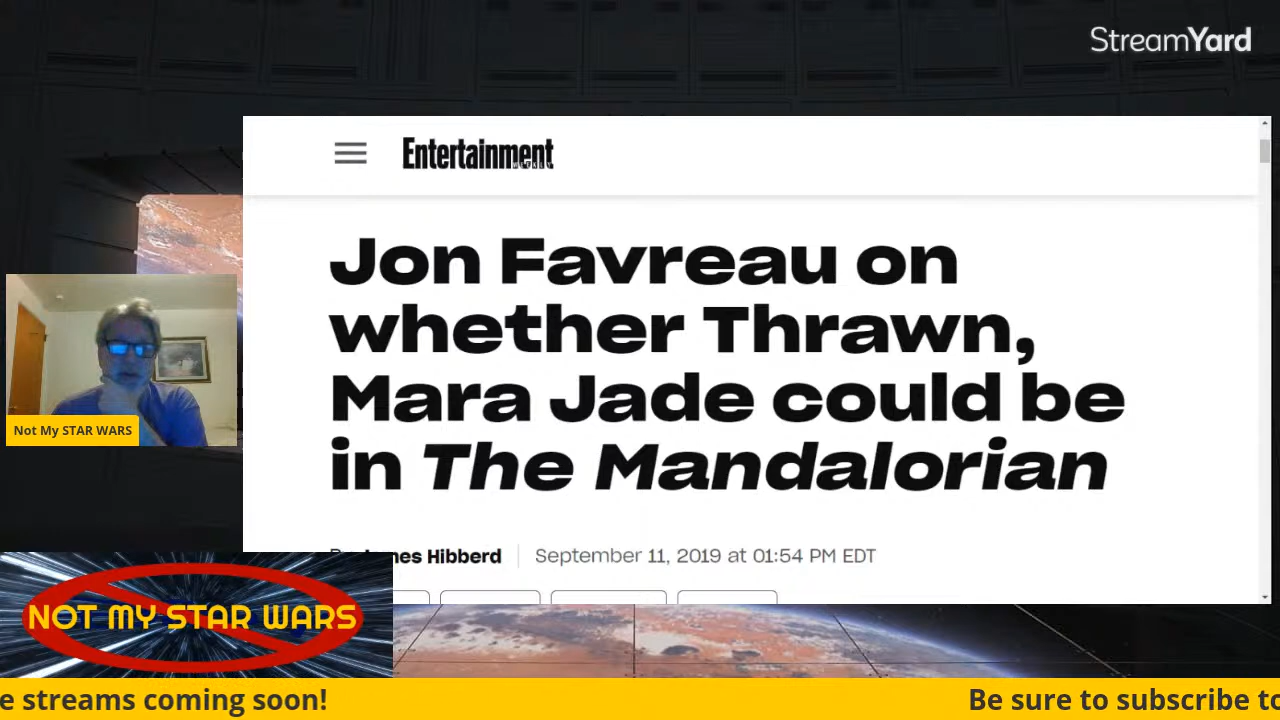 StreamYard
Entertainment
WEEKLY
Jon Favreau on
whether Thrawn,
Mara Jade could be
in The Mandalorian
Hibberd
September 11, 2019 at 01:54 PM EDT
Not My STAR WARS
NOT MY STAR WARS
e streams coming soon!
Be sure to subscribe to